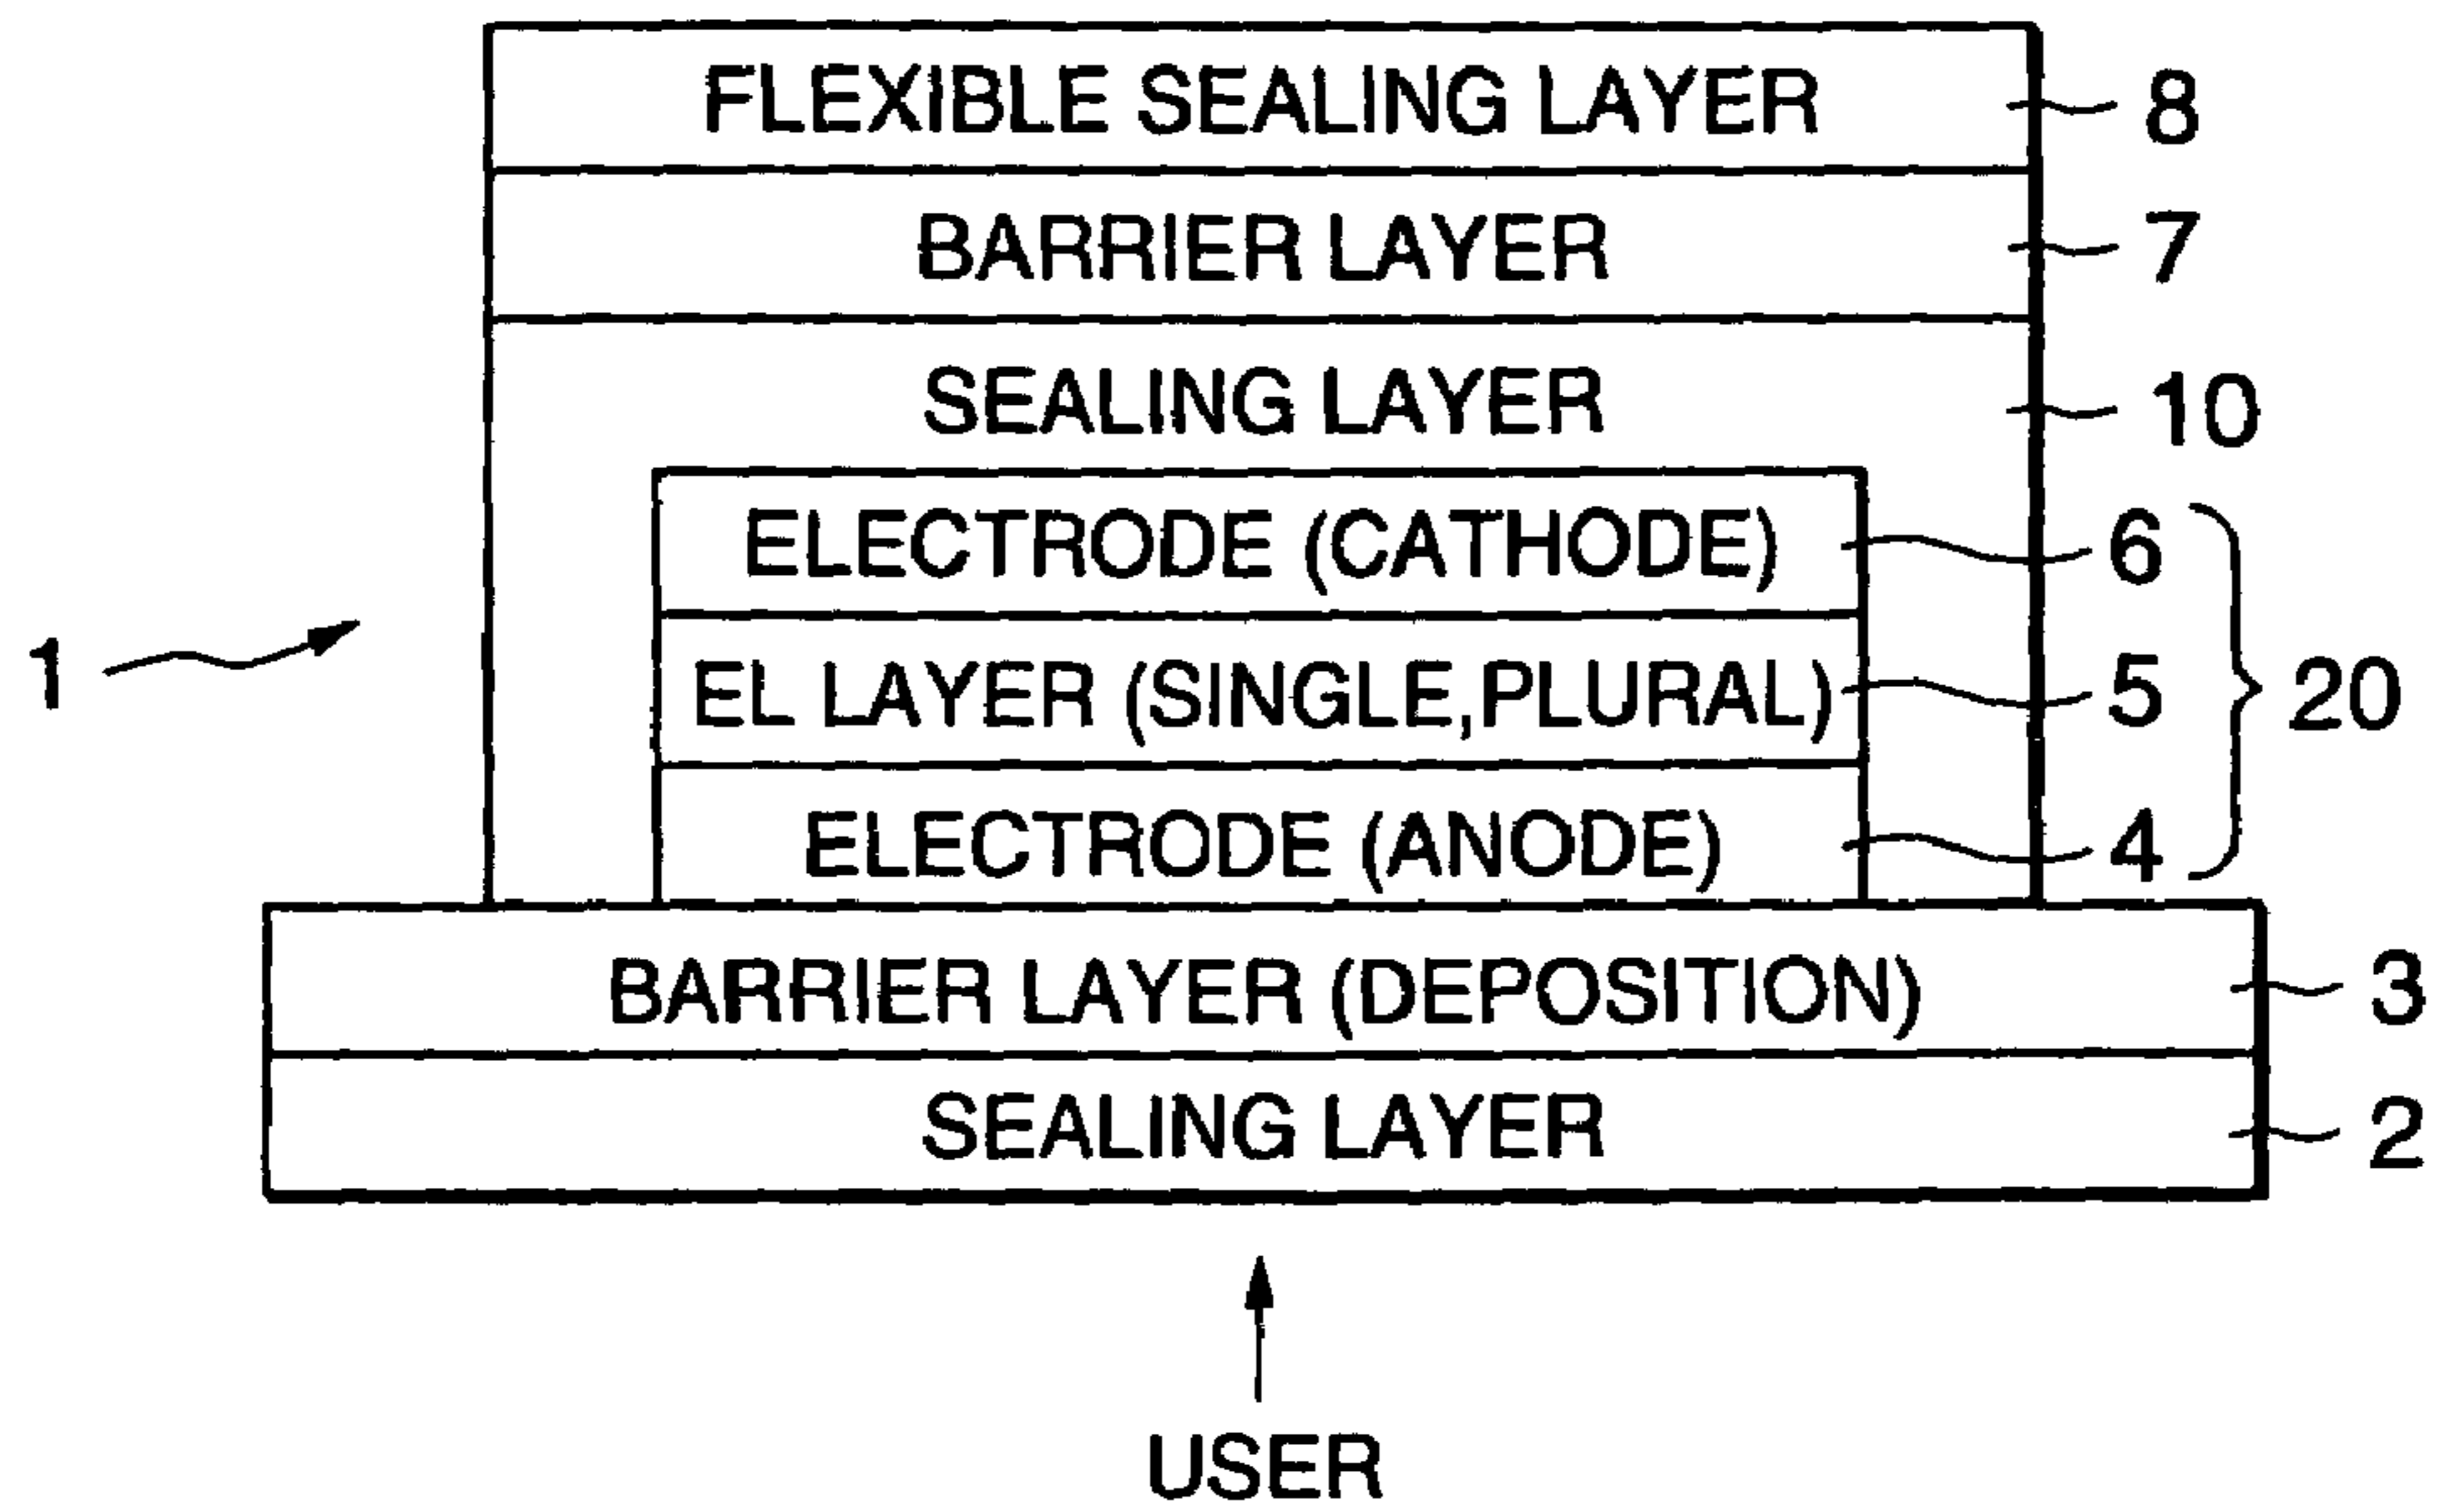 FLEXIBLE SEALING LAYER 8
BARRIER LAYER 7
SEALING LAYER 10
ELECTRODE (CATHODE) 6
1 EL LAYER (SINGLE,PLURAL) 5 20
ELECTRODE (ANODE) 4
BARRIER LAYER (DEPOSITION) 3
SEALING LAYER 2
USER